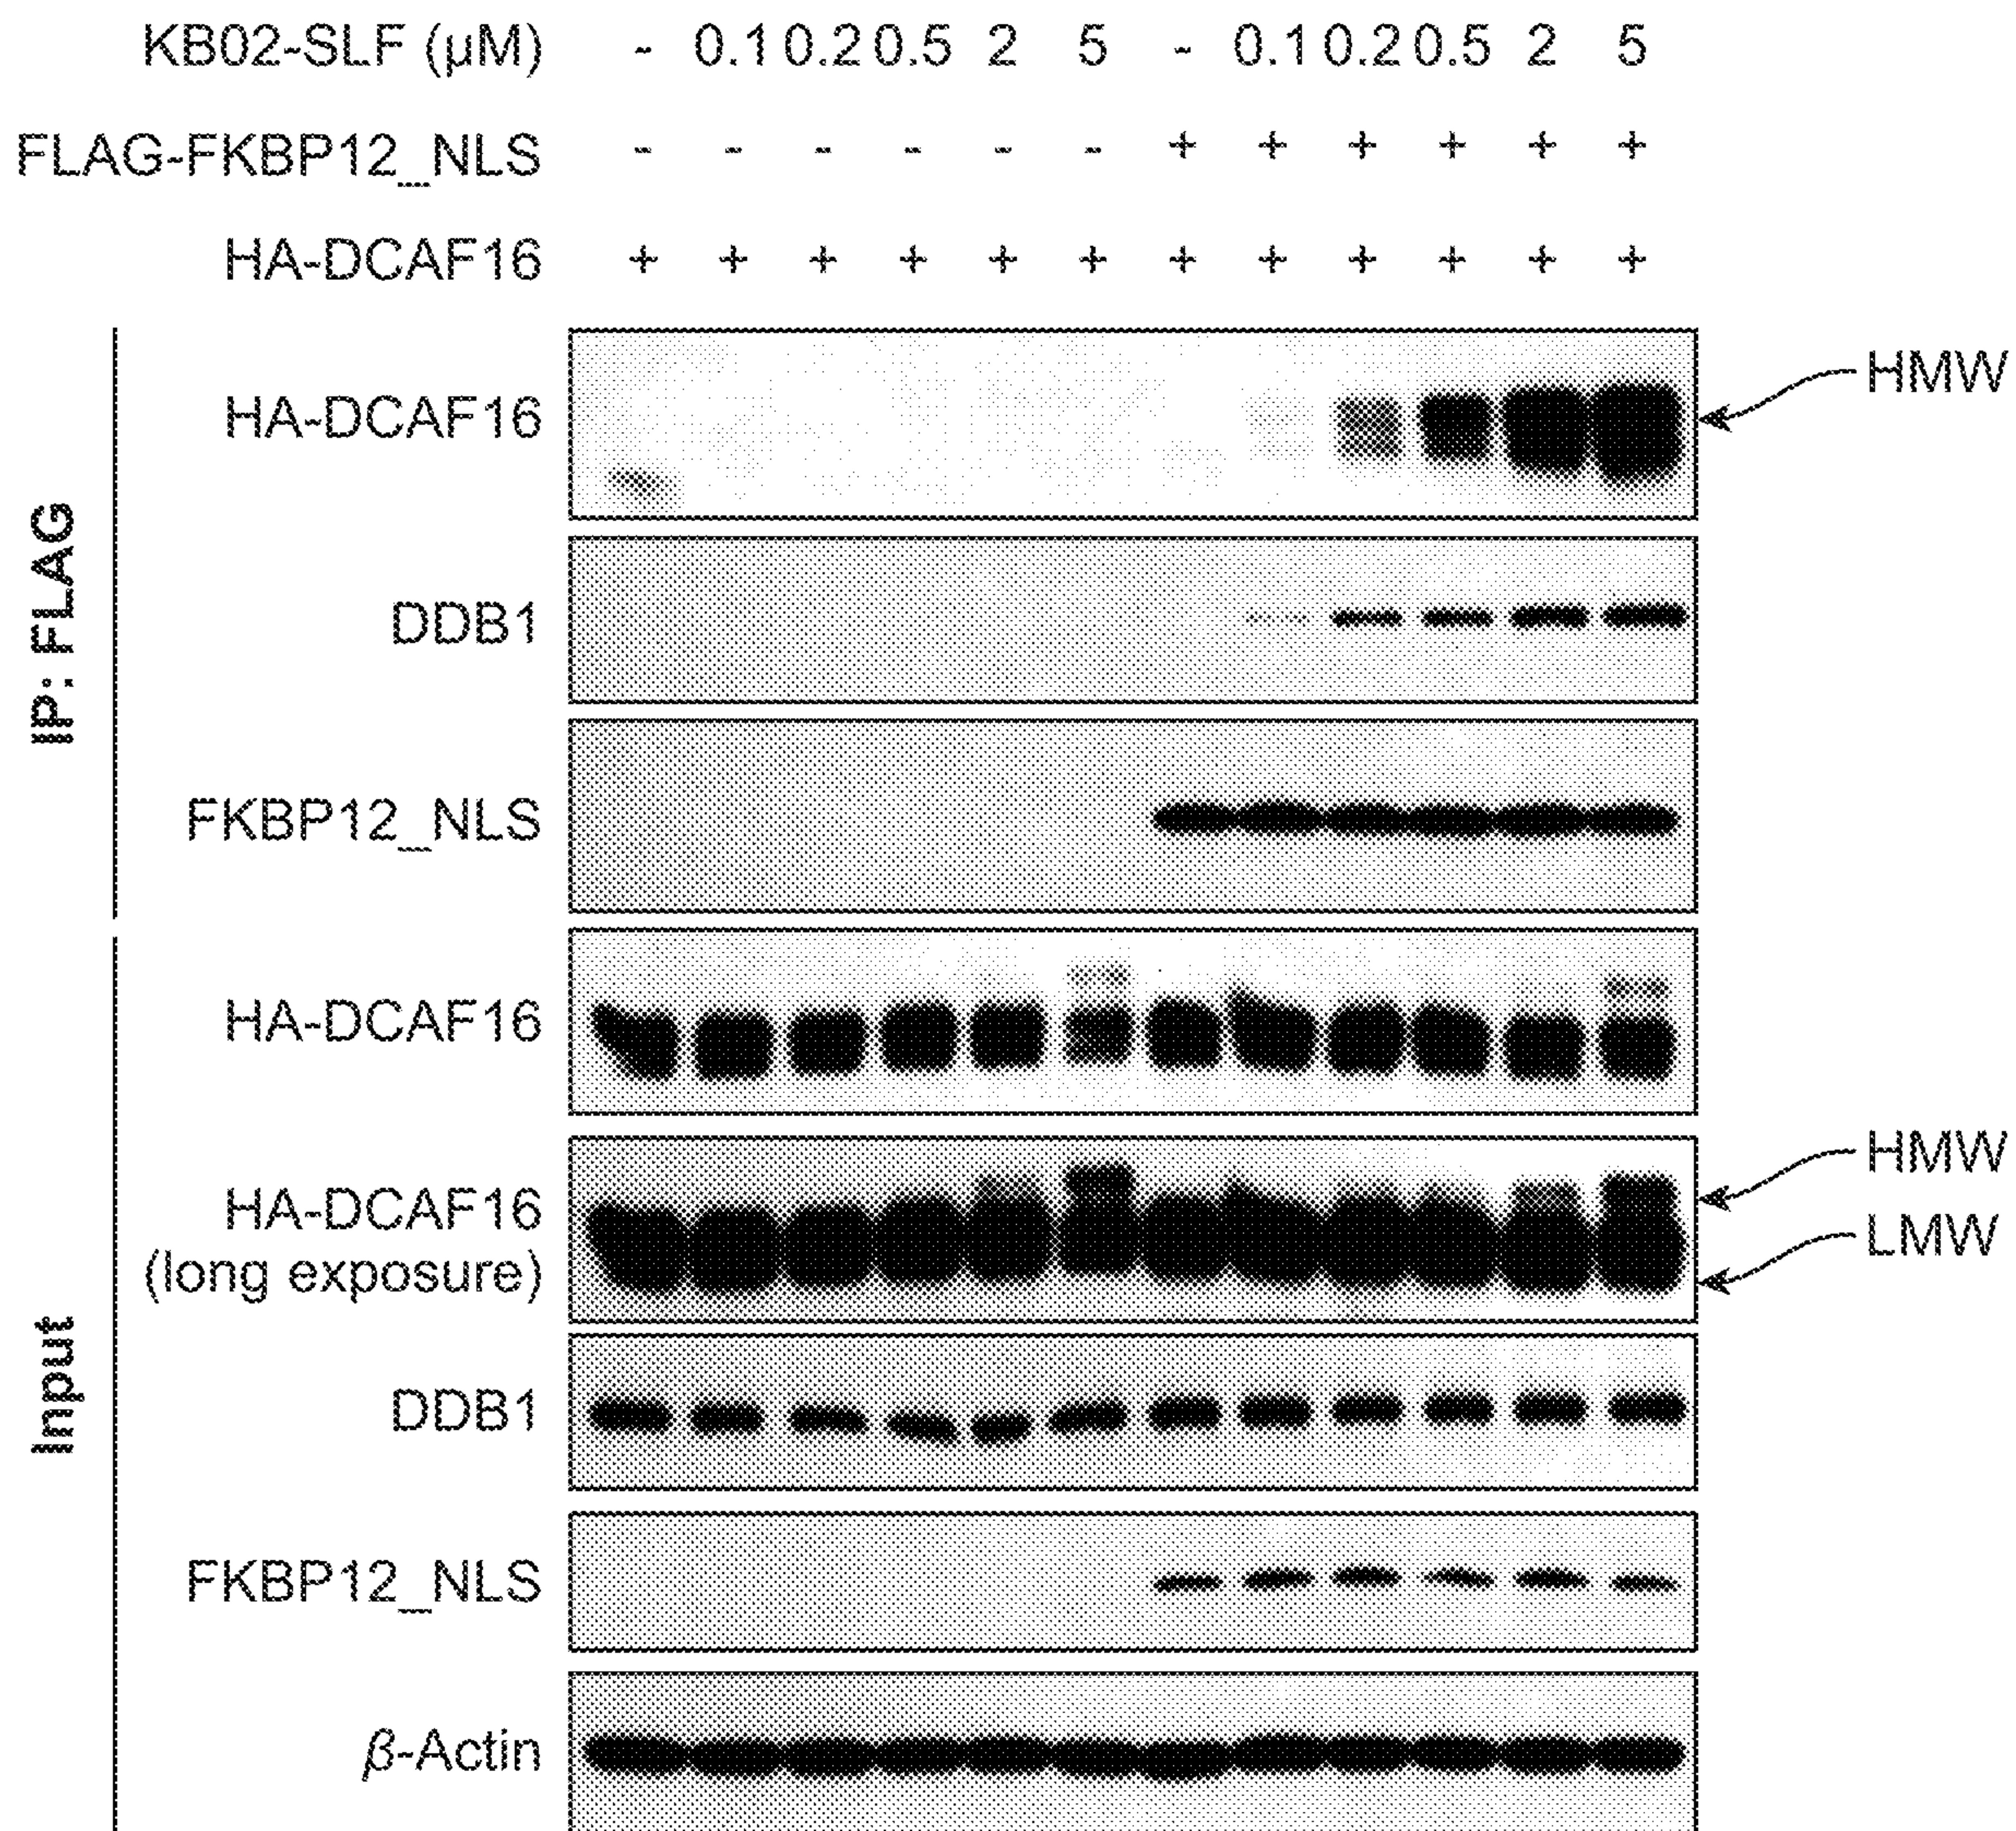 KB02-SLF (μM) - 0.1 0.2 0.5 2 5 - 0.1 0.2 0.5 2 5
FLAG-FKBP12_NLS - - - - - - + + + + + +
HA-DCAF16 + + + + + + + + + + + +
IP: FLAG
HA-DCAF16
HMW
DDB1
FKBP12_NLS
Input
HA-DCAF16
HA-DCAF16
(long exposure)
HMW
LMW
DDB1
FKBP12_NLS
β-Actin